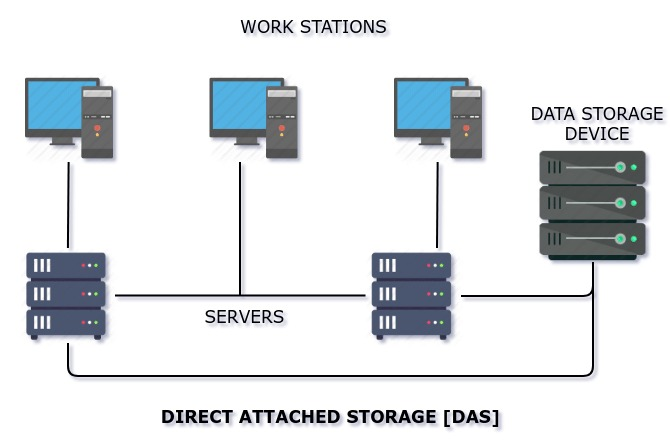 WORK STATIONS
DATA STORAGE
DEVICE
SERVERS
DIRECT ATTACHED STORAGE [DAS]